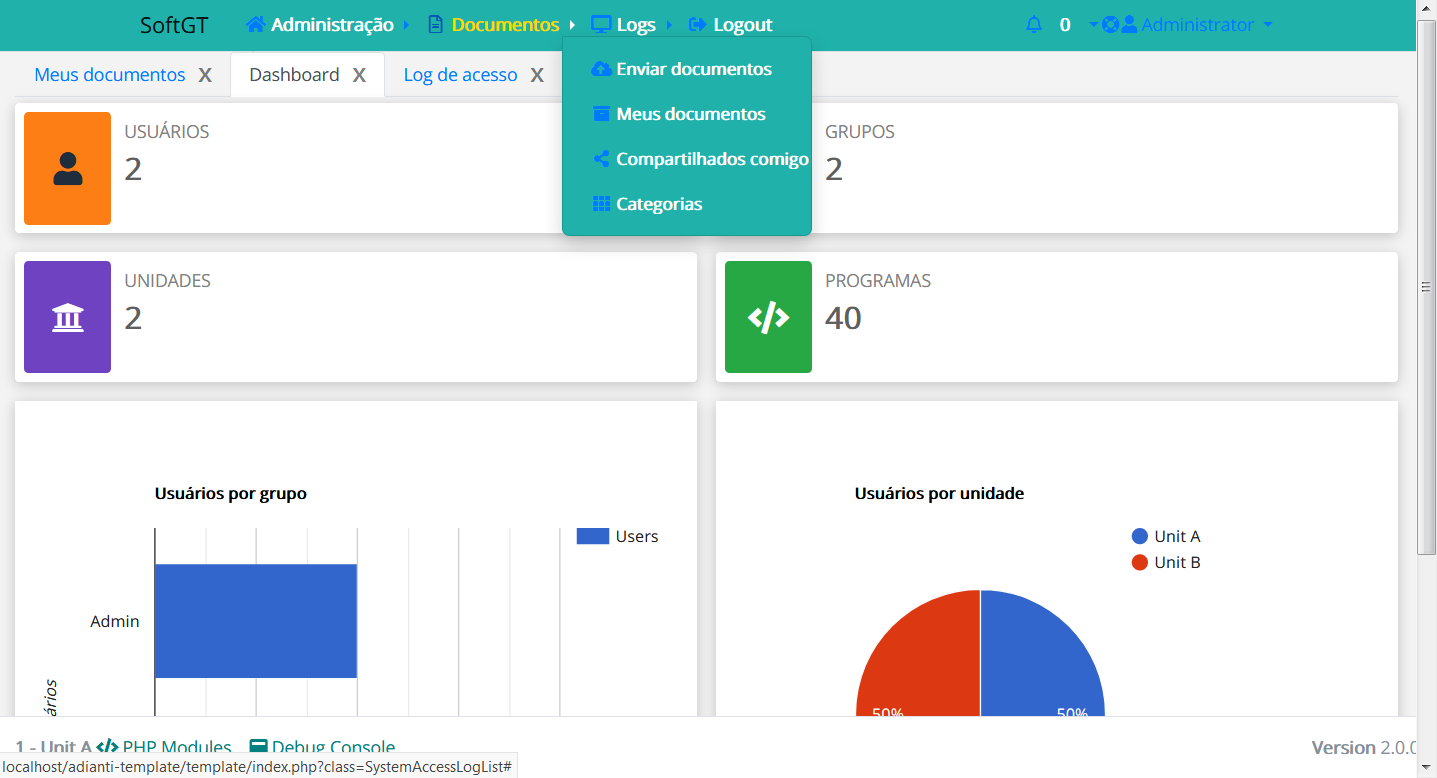 SoftGT Administração Documentos Logs Logout 0 Administrator
Enviar documentos
Meus documentos
Compartilhados comigo
Categorias
Meus documentos X Dashboard X Log de acesso X
USUÁRIOS
2
GRUPOS
2
UNIDADES
2
PROGRAMAS
40
Usuários por grupo
Users
Admin
Usuários por unidade
Unit A
Unit B
50% 50%
1 - Unit A PHP Modules Debug Console Version 2.0.0
localhost/adianti-template/template/index.php?class=SystemAccessLogList#